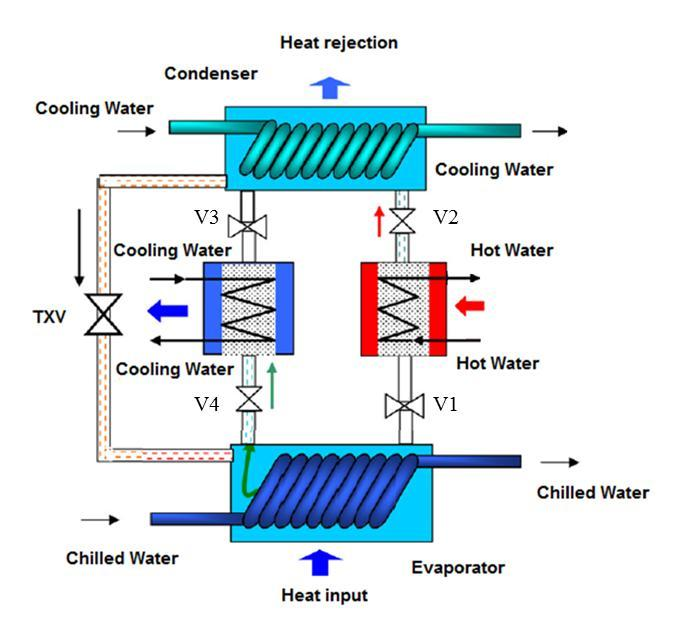 Heat rejection
Condenser
Cooling Water
Cooling Water
V3
V2
Cooling Water
Hot Water
TXV
Cooling Water
Hot Water
V4
V1
Chilled Water
Chilled Water
Evaporator
Heat input